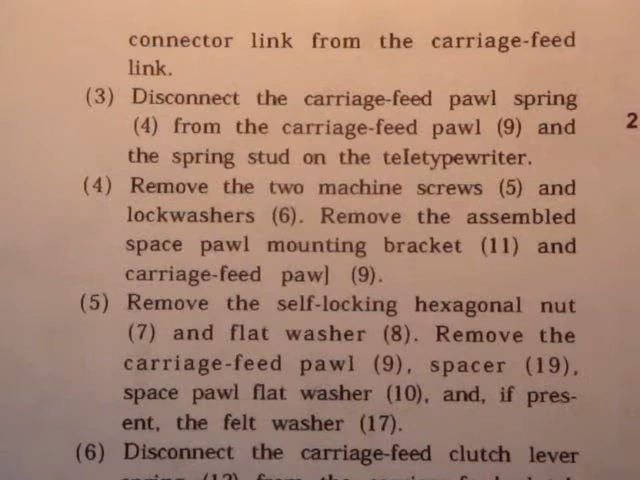 connector link from the carriage-feed
link.
(3) Disconnect the carriage-feed pawl spring
(4) from the carriage-feed pawl (9) and
the spring stud on the teletypewriter.
(4) Remove the two machine screws (5) and
lockwashers (6). Remove the assembled
space pawl mounting bracket (11) and
carriage-feed pawl (9).
(5) Remove the self-locking hexagonal nut
(7) and flat washer (8). Remove the
carriage-feed pawl (9), spacer (19),
space pawl flat washer (10), and, if pres-
ent, the felt washer (17).
(6) Disconnect the carriage-feed clutch lever
2